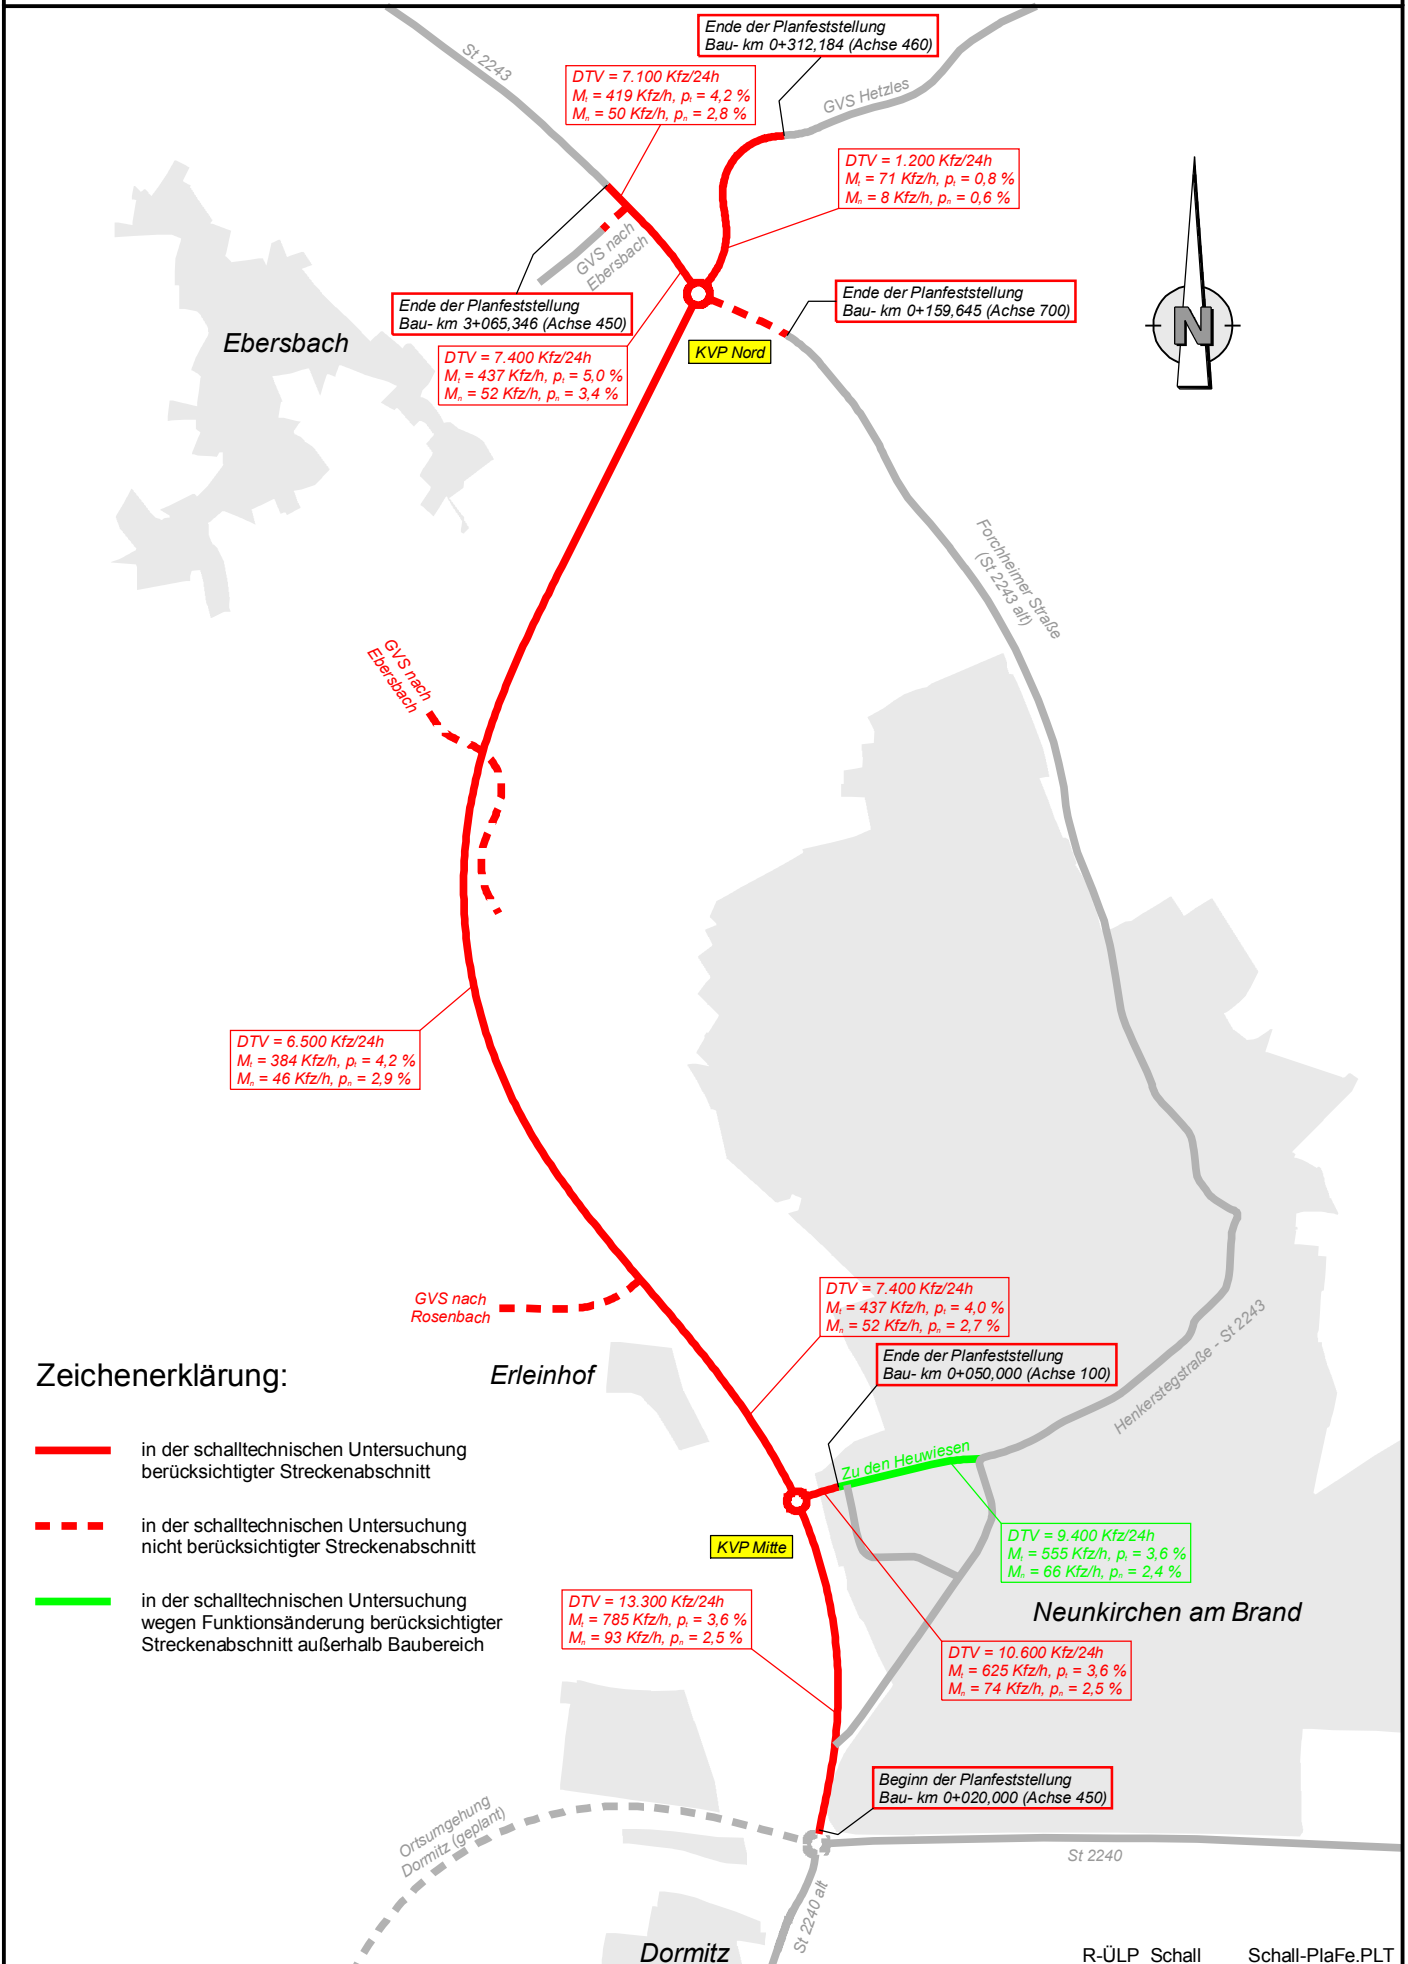 Ende der Planfeststellung
Bau- km 0+312,184 (Achse 460)
St 2243
DTV = 7.100 Kfz/24h
Mt = 419 Kfz/h, pt = 4,2 %
Mn = 50 Kfz/h, pn = 2,8 %
GVS Hetzles
DTV = 1.200 Kfz/24h
Mt = 71 Kfz/h, pt = 0,8 %
Mn = 8 Kfz/h, pn = 0,6 %
GVS nach
Ebersbach
Ende der Planfeststellung
Bau- km 3+065,346 (Achse 450)
Ende der Planfeststellung
Bau- km 0+159,645 (Achse 700)
N
Ebersbach
KVP Nord
DTV = 7.400 Kfz/24h
Mt = 437 Kfz/h, pt = 5,0 %
Mn = 52 Kfz/h, pn = 3,4 %
Forchheimer Straße
(St 2243 alt)
GVS nach
Ebersbach
DTV = 6.500 Kfz/24h
Mt = 384 Kfz/h, pt = 4,2 %
Mn = 46 Kfz/h, pn = 2,9 %
GVS nach
Rosenbach
DTV = 7.400 Kfz/24h
Mt = 437 Kfz/h, pt = 4,0 %
Mn = 52 Kfz/h, pn = 2,7 %
Henkerstegstraße - St 2243
Ende der Planfeststellung
Bau- km 0+050,000 (Achse 100)
Erleinhof
Zeichenerklärung:
in der schalltechnischen Untersuchung
berücksichtigter Streckenabschnitt
in der schalltechnischen Untersuchung
nicht berücksichtigter Streckenabschnitt
in der schalltechnischen Untersuchung
wegen Funktionsänderung berücksichtigter
Streckenabschnitt außerhalb Baubereich
Zu den Heuwiesen
KVP Mitte
DTV = 9.400 Kfz/24h
Mt = 555 Kfz/h, pt = 3,6 %
Mn = 66 Kfz/h, pn = 2,4 %
Neunkirchen am Brand
DTV = 13.300 Kfz/24h
Mt = 785 Kfz/h, pt = 3,6 %
Mn = 93 Kfz/h, pn = 2,5 %
DTV = 10.600 Kfz/24h
Mt = 625 Kfz/h, pt = 3,6 %
Mn = 74 Kfz/h, pn = 2,5 %
Beginn der Planfeststellung
Bau- km 0+020,000 (Achse 450)
Ortsumgehung
Dormitz (geplant)
St 2240
St 2240 alt
Dormitz
R-ÜLP Schall Schall-PlaFe.PLT